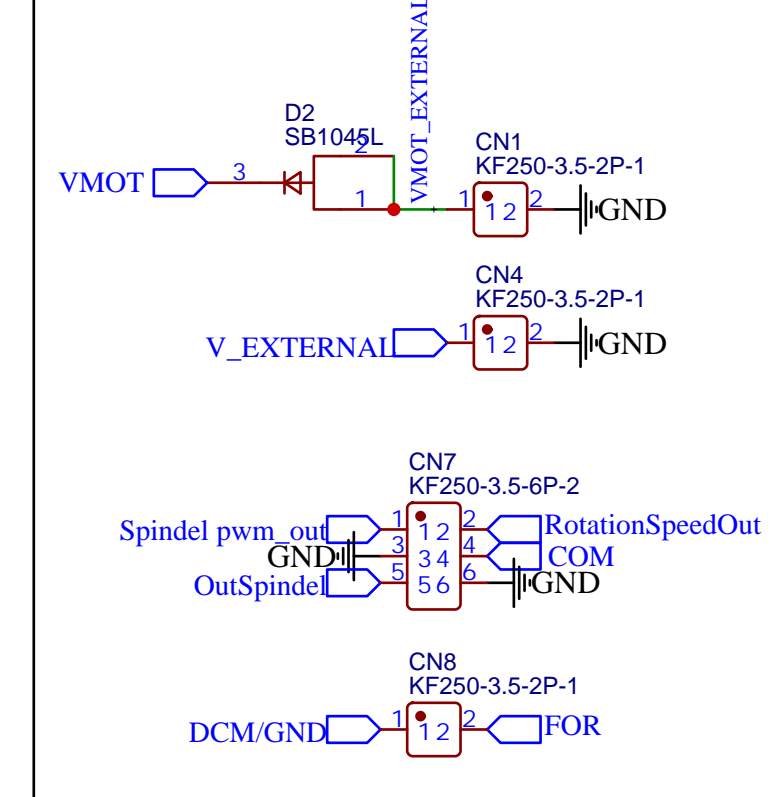 VMOT_EXTERNAL
D2
SB1045L
2
VMOT
3
1
CN1
KF250-3.5-2P-1
1
1 2
2
GND
CN4
KF250-3.5-2P-1
V_EXTERNAL
1
1 2
2
GND
CN7
KF250-3.5-6P-2
Spindel pwm_out
1
1 2
2
RotationSpeedOut
GND
3
3 4
4
COM
OutSpindel
5
5 6
6
GND
CN8
KF250-3.5-2P-1
DCM/GND
1
1 2
2
FOR